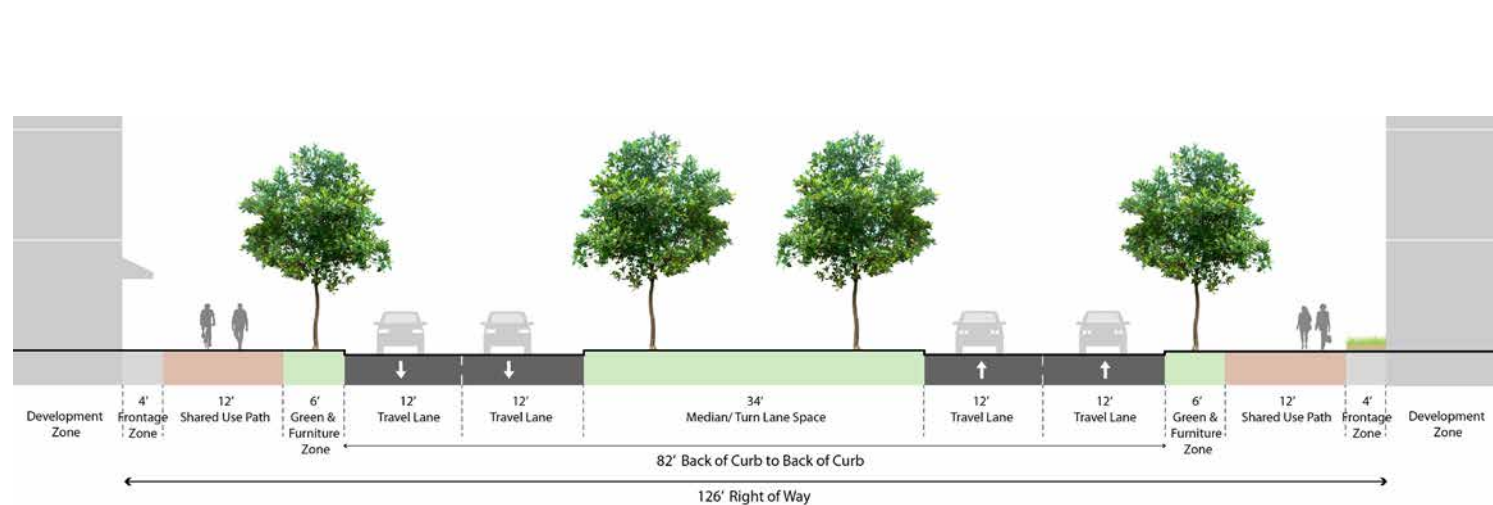 Development
Zone
4'
Frontage
Zone
12'
Shared Use Path
6'
Green &
Furniture
Zone
12'
Travel Lane
12'
Travel Lane
34'
Median/ Turn Lane Space
12'
Travel Lane
12'
Travel Lane
6'
Green &
Furniture
Zone
12'
Shared Use Path
4'
Frontage
Zone
Development
Zone
82' Back of Curb to Back of Curb
126' Right of Way